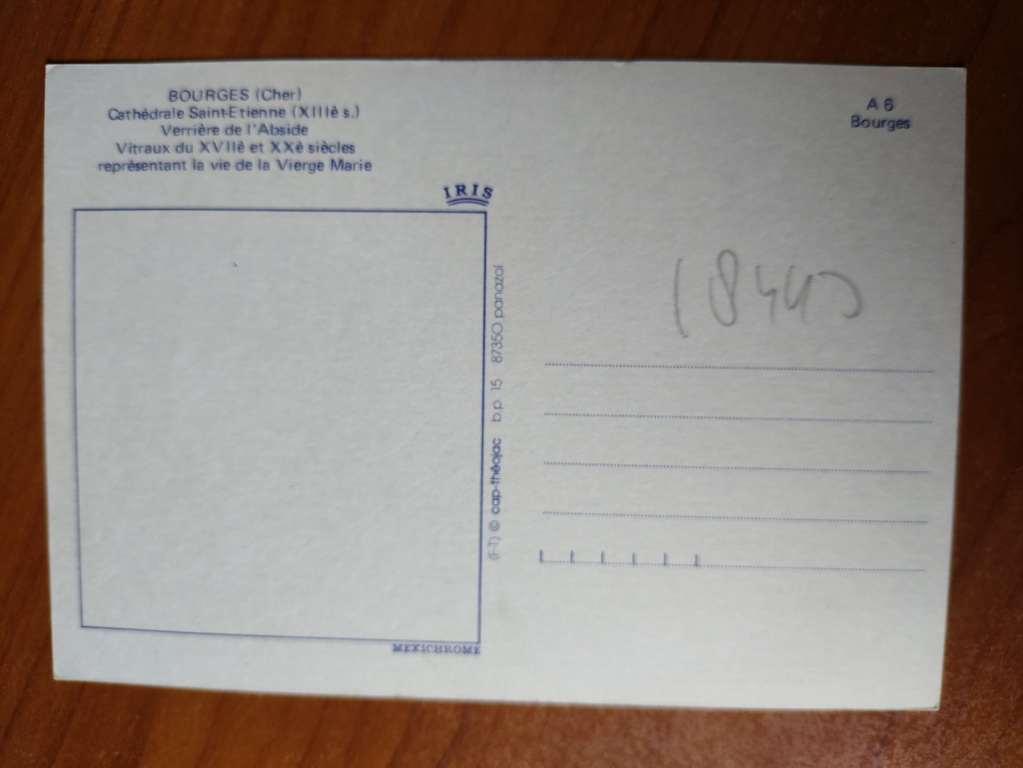 BOURGES (Cher)
Cathédrale Saint-Etienne (XIIIè s.)
Verrière de l'Abside
Vitraux du XVIIè et XXè siècles
représentant la vie de la Vierge Marie
IRIS
(F-T) © cap-théojac b.p. 15 87350 panazol
MEXICHROME
A 6
Bourges